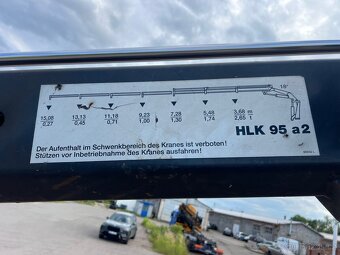 18°
15,08 13,13 11,18 9,23 7,28 5,48 3,68 m
0,27 0,45 0,71 1,00 1,30 1,74 2,85 t
HLK 95 a2
Der Aufenthalt im Schwenkbereich des Kranes ist verboten!
Stützen vor Inbetriebnahme des Kranes ausfahren!